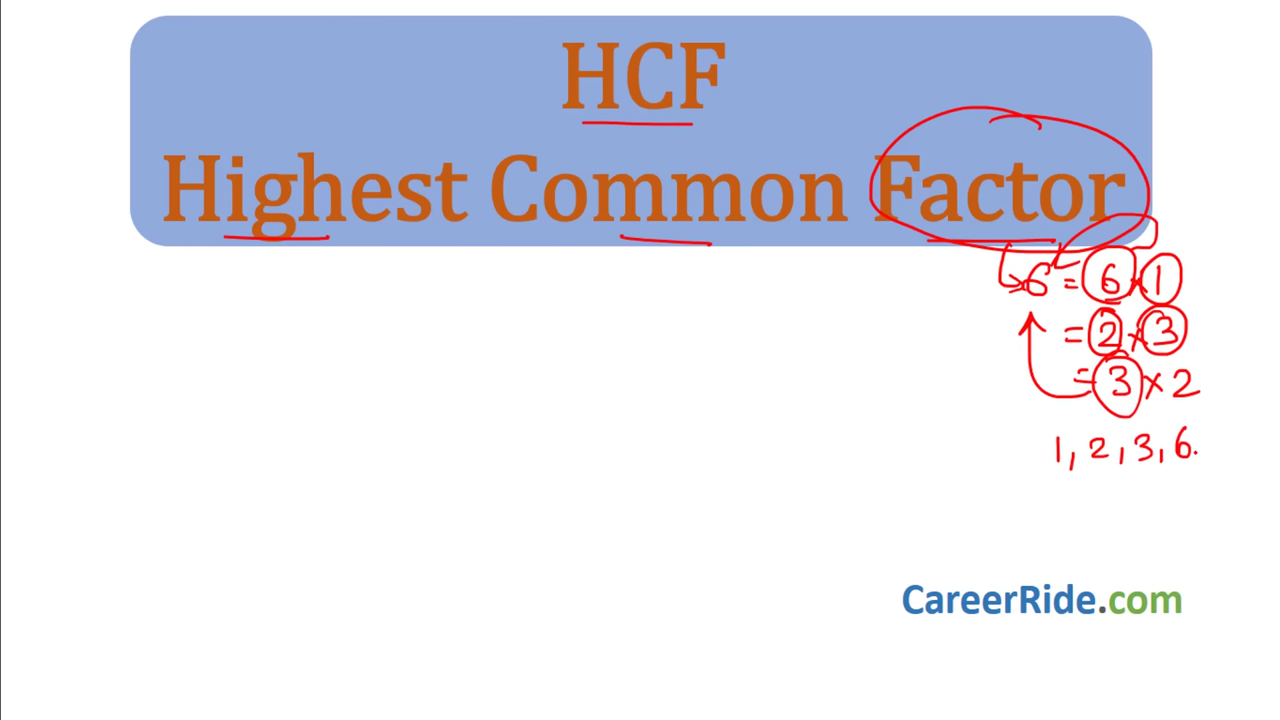 HCF
Highest Common Factor
6 = 6 × 1
= 2 × 3
= 3 × 2
1, 2, 3, 6.
CareerRide.com